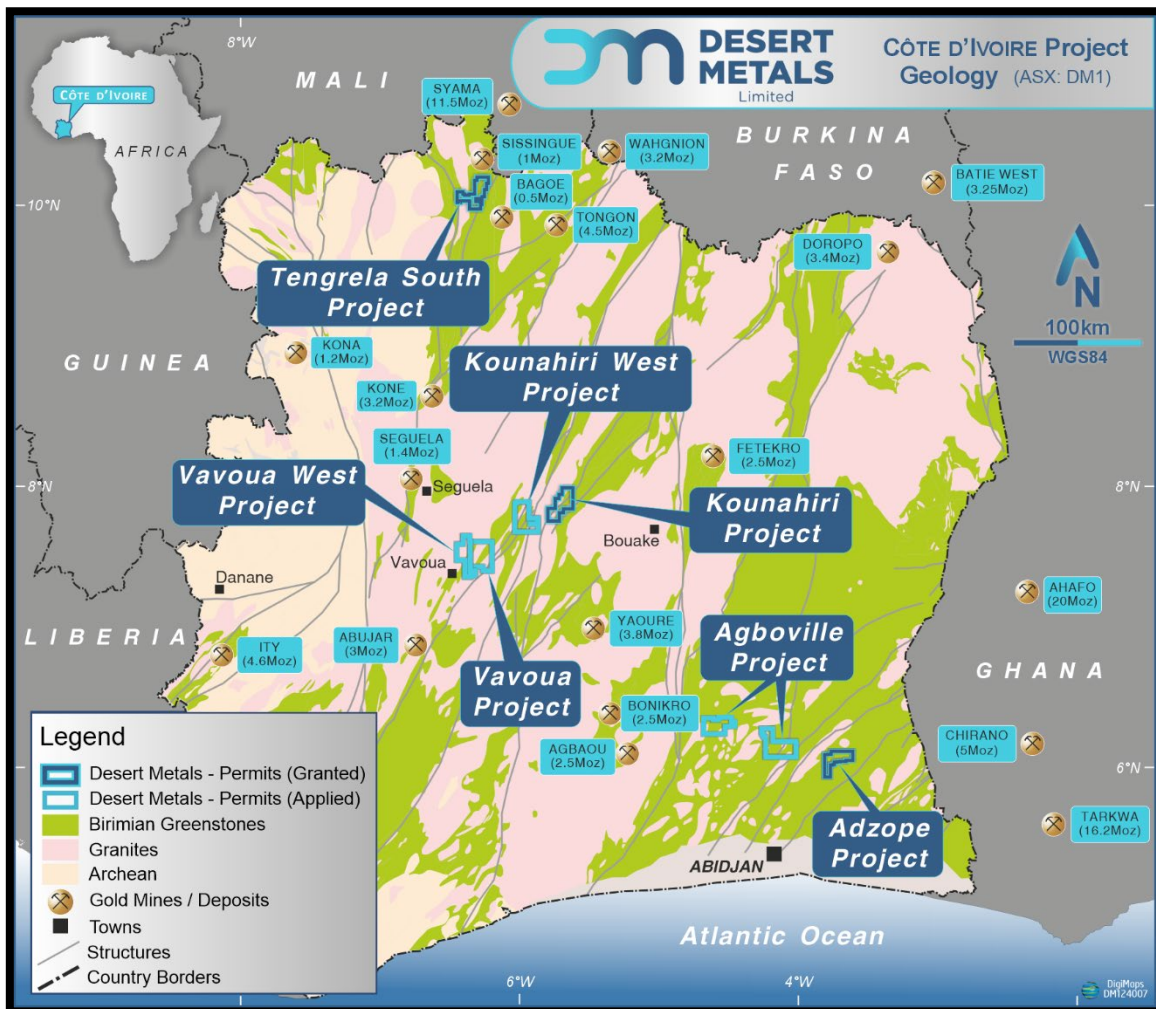 8°W
DESERT
METALS
Limited
CÔTE D'IVOIRE Project
Geology (ASX: DM1)
CÔTE D'IVOIRE
AFRICA
MALI
SYAMA
(11.5Moz)
SISSINGUE
(1Moz)
WAHGNION
(3.2Moz)
BURKINA
FASO
BATIE WEST
(3.25Moz)
10°N
BAGOE
(0.5Moz)
TONGON
(4.5Moz)
DOROPO
(3.4Moz)
Tengrela South
Project
N
100km
WGS84
GUINEA
KONA
(1.2Moz)
Kounahiri West
Project
KONE
(3.2Moz)
SEGUELA
(1.4Moz)
FETEKRO
(2.5Moz)
Vavoua West
Project
Seguela
8°N
8°N
Kounahiri
Project
Bouake
Vavoua
Danane
AHAFO
(20Moz)
LIBERIA
ITY
(4.6Moz)
ABUJAR
(3Moz)
YAOURE
(3.8Moz)
Agboville
Project
Vavoua
Project
GHANA
BONIKRO
(2.5Moz)
AGBAOU
(2.5Moz)
CHIRANO
(5Moz)
6°N
TARKWA
(16.2Moz)
Adzope
Project
ABIDJAN
Atlantic Ocean
Legend
Desert Metals - Permits (Granted)
Desert Metals - Permits (Applied)
Birimian Greenstones
Granites
Archean
Gold Mines / Deposits
Towns
Structures
Country Borders
6°W
4°W
DigiMaps
DM124007